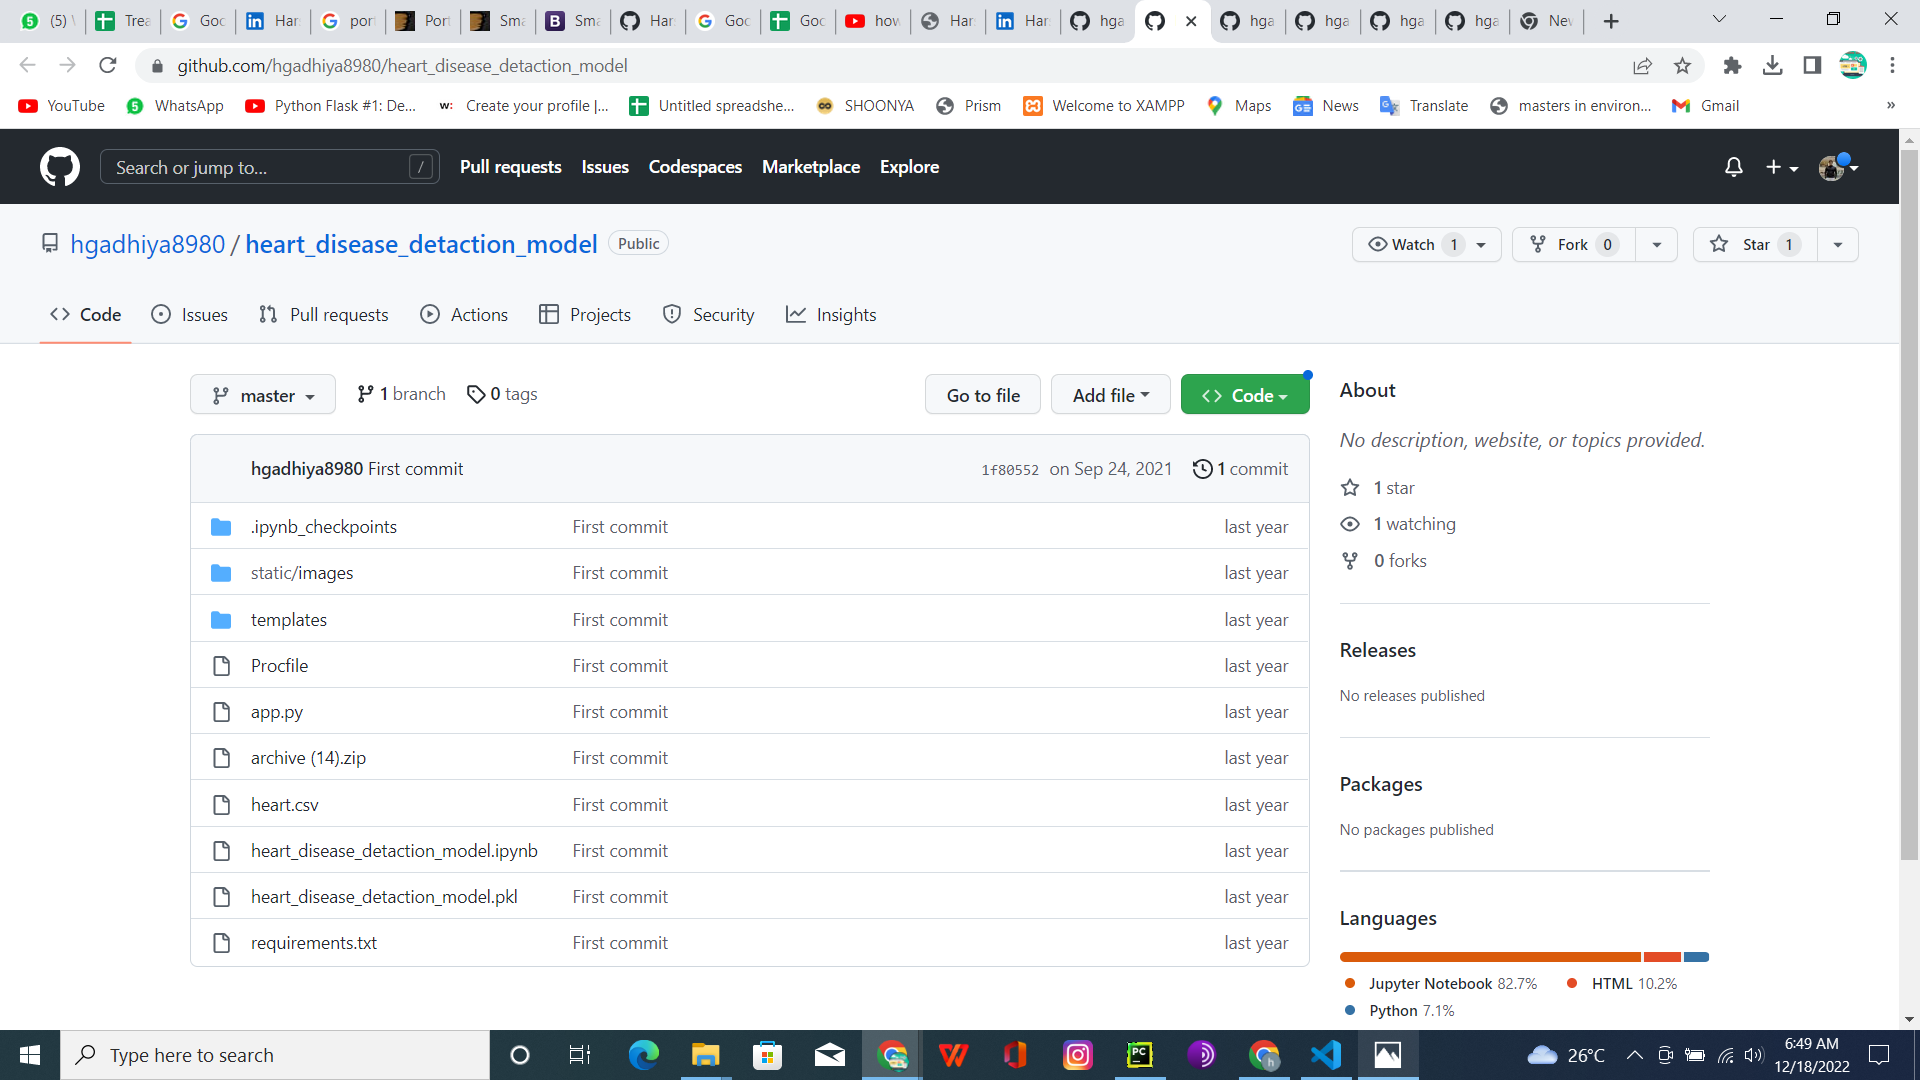 (5) W
Trea
Goo
Hars
port
Port
Sma
Sma
Hars
Goo
Goo
how
Hars
Hars
hga
hga
hga
hga
hga
New
github.com/hgadhiya8980/heart_disease_detaction_model
YouTube WhatsApp Python Flask #1: De... Create your profile |... Untitled spreadshe... SHOONYA Prism Welcome to XAMPP Maps News Translate masters in environ... Gmail »
Search or jump to... / Pull requests Issues Codespaces Marketplace Explore
hgadhiya8980 / heart_disease_detaction_model Public Watch 1 Fork 0 Star 1
Code Issues Pull requests Actions Projects Security Insights
master 1 branch 0 tags Go to file Add file Code
hgadhiya8980 First commit 1f80552 on Sep 24, 2021 1 commit
.ipynb_checkpoints First commit last year
static/images First commit last year
templates First commit last year
Procfile First commit last year
app.py First commit last year
archive (14).zip First commit last year
heart.csv First commit last year
heart_disease_detaction_model.ipynb First commit last year
heart_disease_detaction_model.pkl First commit last year
requirements.txt First commit last year
About
No description, website, or topics provided.
1 star
1 watching
0 forks
Releases
No releases published
Packages
No packages published
Languages
Jupyter Notebook 82.7% HTML 10.2%
Python 7.1%
Type here to search
26°C
6:49 AM
12/18/2022